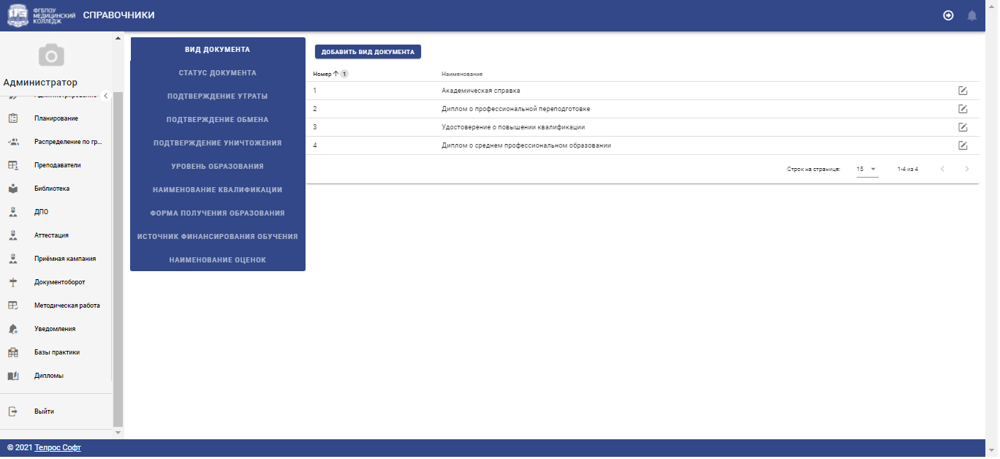 ФГБПОУ
МЕДИЦИНСКИЙ
КОЛЛЕДЖ
СПРАВОЧНИКИ
Администратор
Администрирование
Планирование
Распределение по гр...
Преподаватели
Библиотека
ДПО
Аттестация
Приёмная кампания
Документоборот
Методическая работа
Уведомления
Базы практики
Дипломы
Выйти
ВИД ДОКУМЕНТА
СТАТУС ДОКУМЕНТА
ПОДТВЕРЖДЕНИЕ УТРАТЫ
ПОДТВЕРЖДЕНИЕ ОБМЕНА
ПОДТВЕРЖДЕНИЕ УНИЧТОЖЕНИЯ
УРОВЕНЬ ОБРАЗОВАНИЯ
НАИМЕНОВАНИЕ КВАЛИФИКАЦИИ
ФОРМА ПОЛУЧЕНИЯ ОБРАЗОВАНИЯ
ИСТОЧНИК ФИНАНСИРОВАНИЯ ОБУЧЕНИЯ
НАИМЕНОВАНИЕ ОЦЕНОК
ДОБАВИТЬ ВИД ДОКУМЕНТА
Номер 1 Наименование
1 Академическая справка
2 Диплом о профессиональной переподготовке
3 Удостоверение о повышении квалификации
4 Диплом о среднем профессиональном образовании
Строк на странице: 15 1-4 из 4
© 2021 Телрос Софт